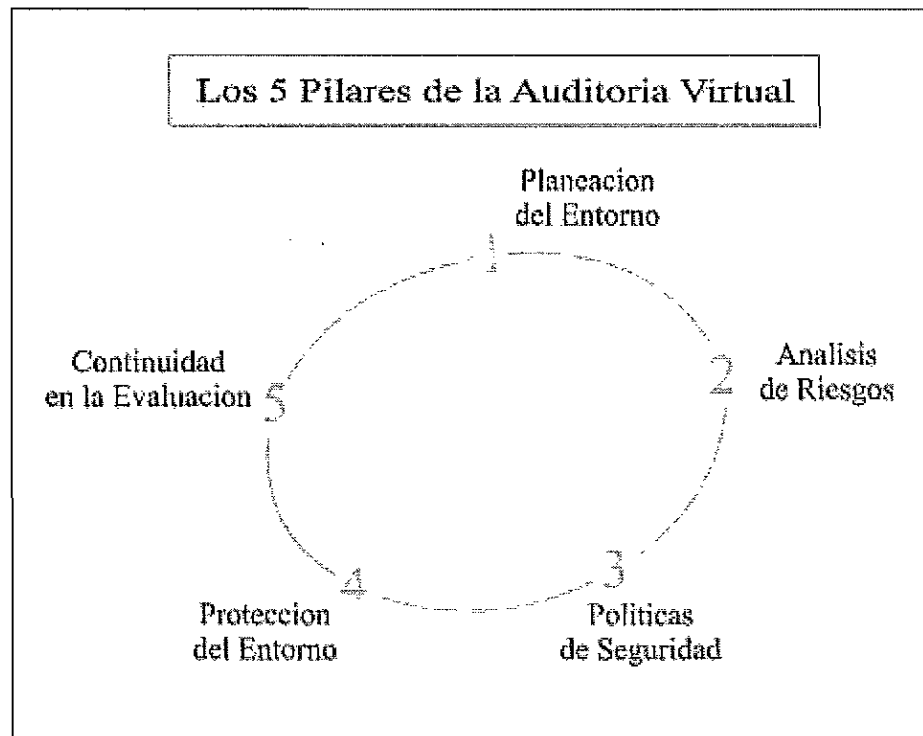 Los 5 Pilares de la Auditoria Virtual
Planeacion
del Entorno
1
2
Analisis
de Riesgos
3
Politicas
de Seguridad
4
Proteccion
del Entorno
5
Continuidad
en la Evaluacion